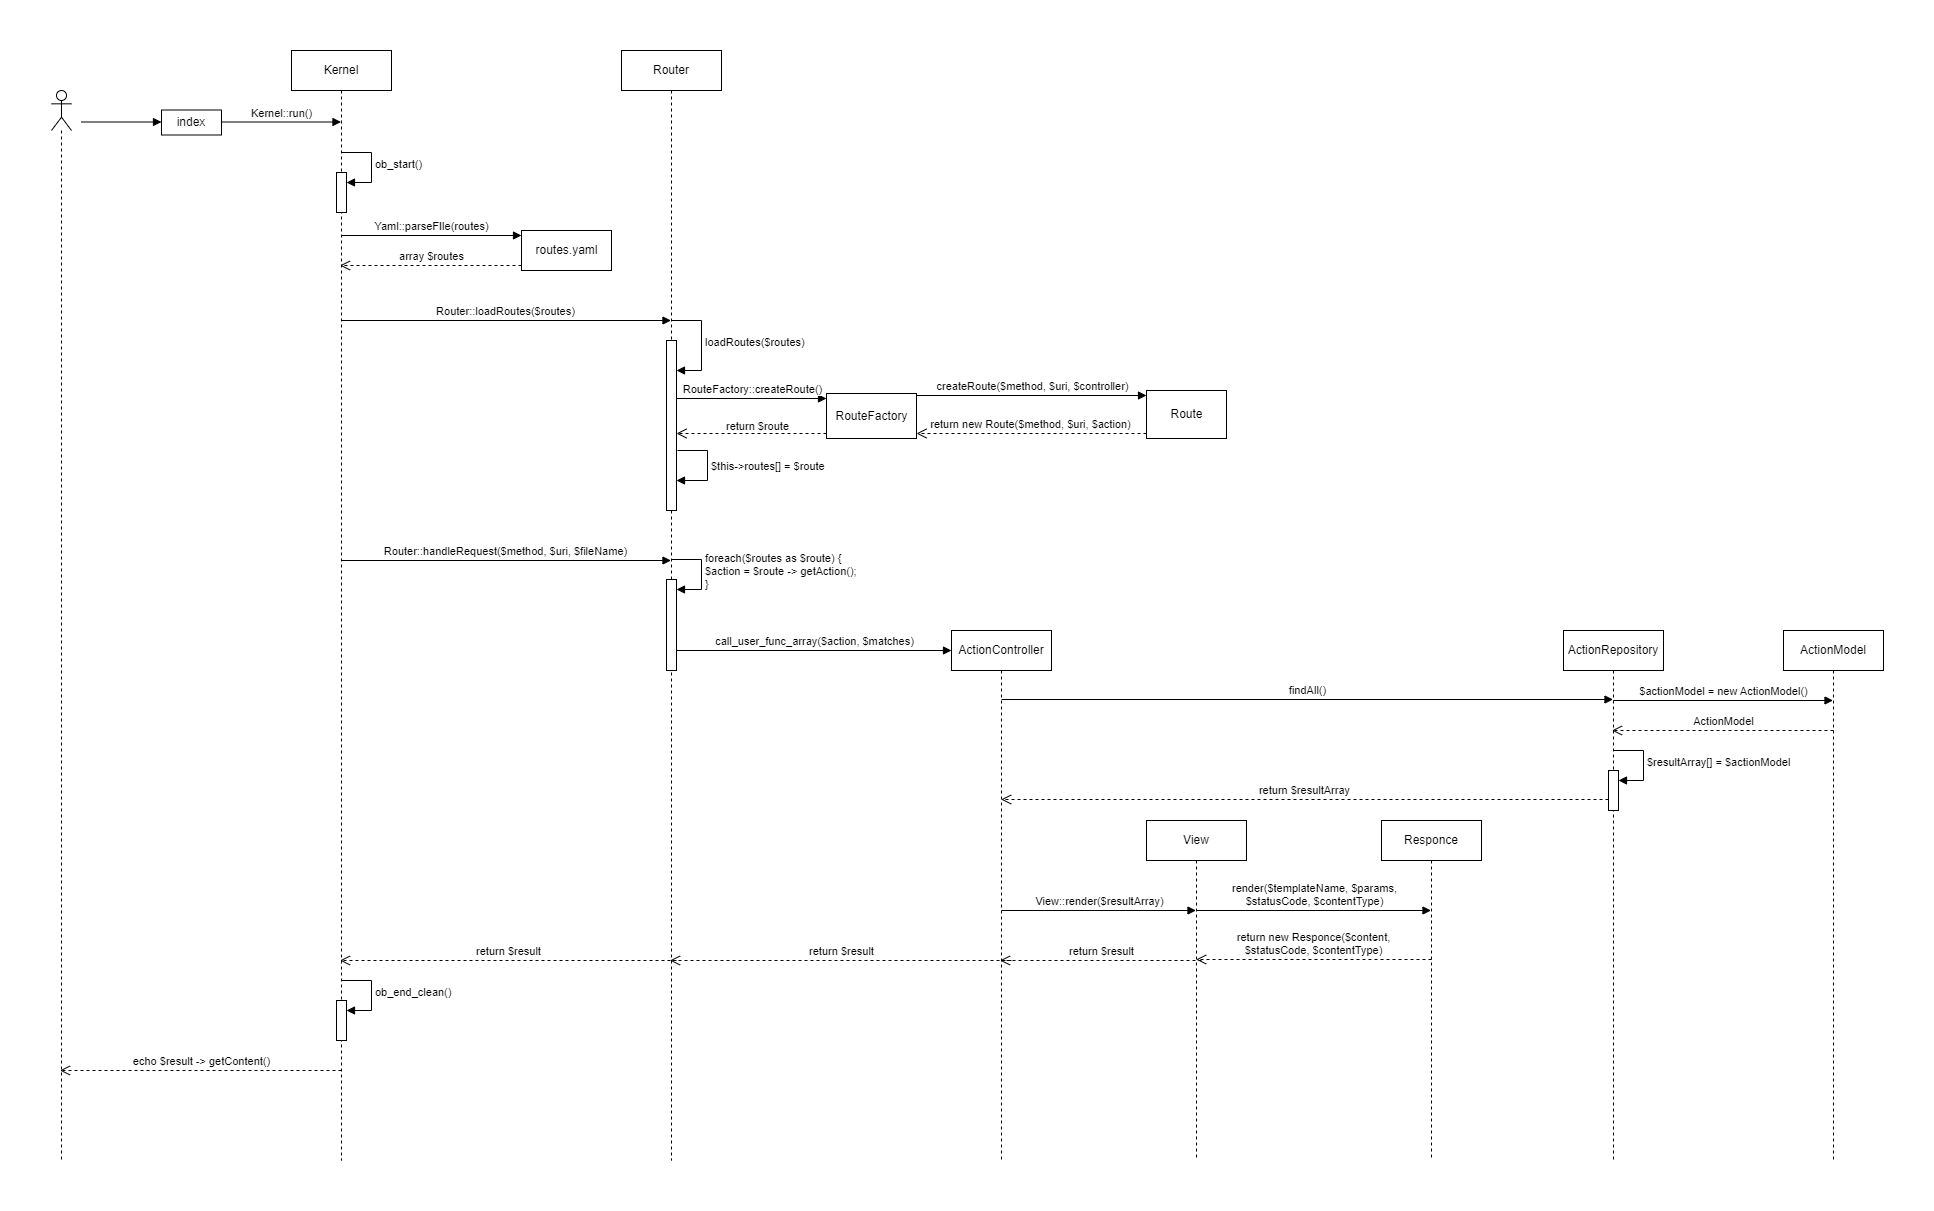 Kernel
Router
index
Kernel::run()
ob_start()
Yaml::parseFIle(routes)
routes.yaml
array $routes
Router::loadRoutes($routes)
loadRoutes($routes)
RouteFactory::createRoute()
createRoute($method, $uri, $controller)
RouteFactory
Route
return $route
return new Route($method, $uri, $action)
$this->routes[] = $route
Router::handleRequest($method, $uri, $fileName)
foreach($routes as $route) {
$action = $route -> getAction();
}
call_user_func_array($action, $matches)
ActionController
ActionRepository
ActionModel
findAll()
$actionModel = new ActionModel()
ActionModel
$resultArray[] = $actionModel
return $resultArray
View
Responce
View::render($resultArray)
render($templateName, $params,
$statusCode, $contentType)
return $result
return $result
return $result
return new Responce($content,
$statusCode, $contentType)
ob_end_clean()
echo $result -> getContent()